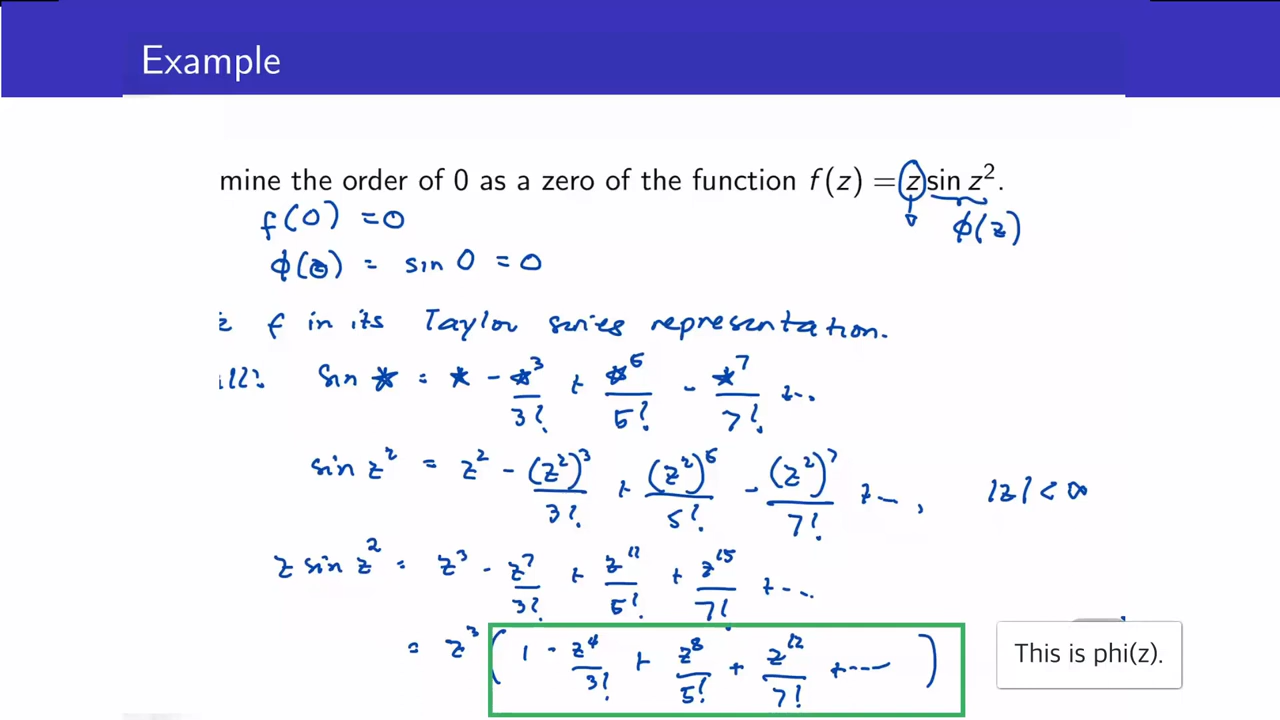 Example
mine the order of 0 as a zero of the function f(z) = z sin z².
f(0) = 0
ϕ(z)
ϕ(0) = sin 0 = 0
f in its Taylor series representation.
ll: sin ☆ = ☆ - ☆³/3! + ☆⁵/5! - ☆⁷/7! + ...
sin z² = z² - (z²)³/3! + (z²)⁵/5! - (z²)⁷/7! + ... , |z| < ∞
z sin z² = z³ - z⁷/3! + z¹¹/5! + z¹⁵/7! + ...
= z³ (1 - z⁴/3! + z⁸/5! + z¹²/7! + ....)
This is phi(z).